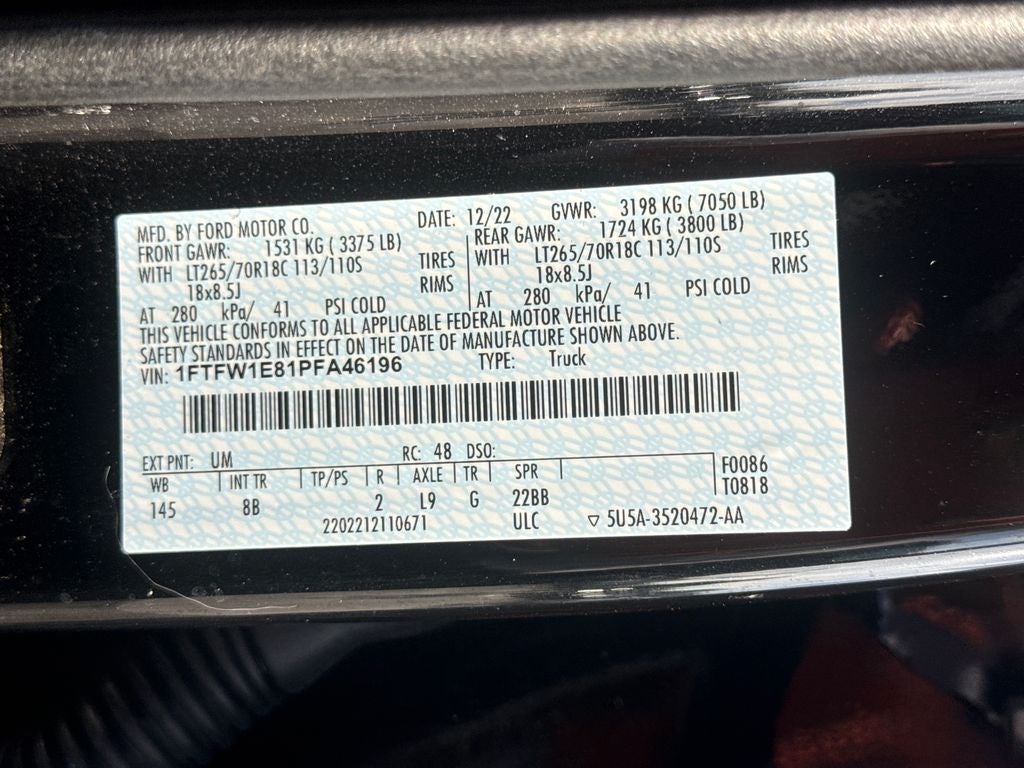 MFD. BY FORD MOTOR CO. DATE: 12/22 GVWR: 3198 KG ( 7050 LB)
FRONT GAWR: 1531 KG ( 3375 LB) REAR GAWR: 1724 KG ( 3800 LB)
WITH LT265/70R18C 113/110S TIRES WITH LT265/70R18C 113/110S TIRES
18x8.5J RIMS 18x8.5J RIMS
AT 280 kPa/ 41 PSI COLD AT 280 kPa/ 41 PSI COLD
THIS VEHICLE CONFORMS TO ALL APPLICABLE FEDERAL MOTOR VEHICLE
SAFETY STANDARDS IN EFFECT ON THE DATE OF MANUFACTURE SHOWN ABOVE.
VIN: 1FTFW1E81PFA46196 TYPE: Truck
EXT PNT: UM RC: 48 DSO:
WB INT TR TP/PS R AXLE TR SPR F0086
145 8B 2 L9 G 22BB T0818
2202212110671 ULC ▽ 5U5A-3520472-AA